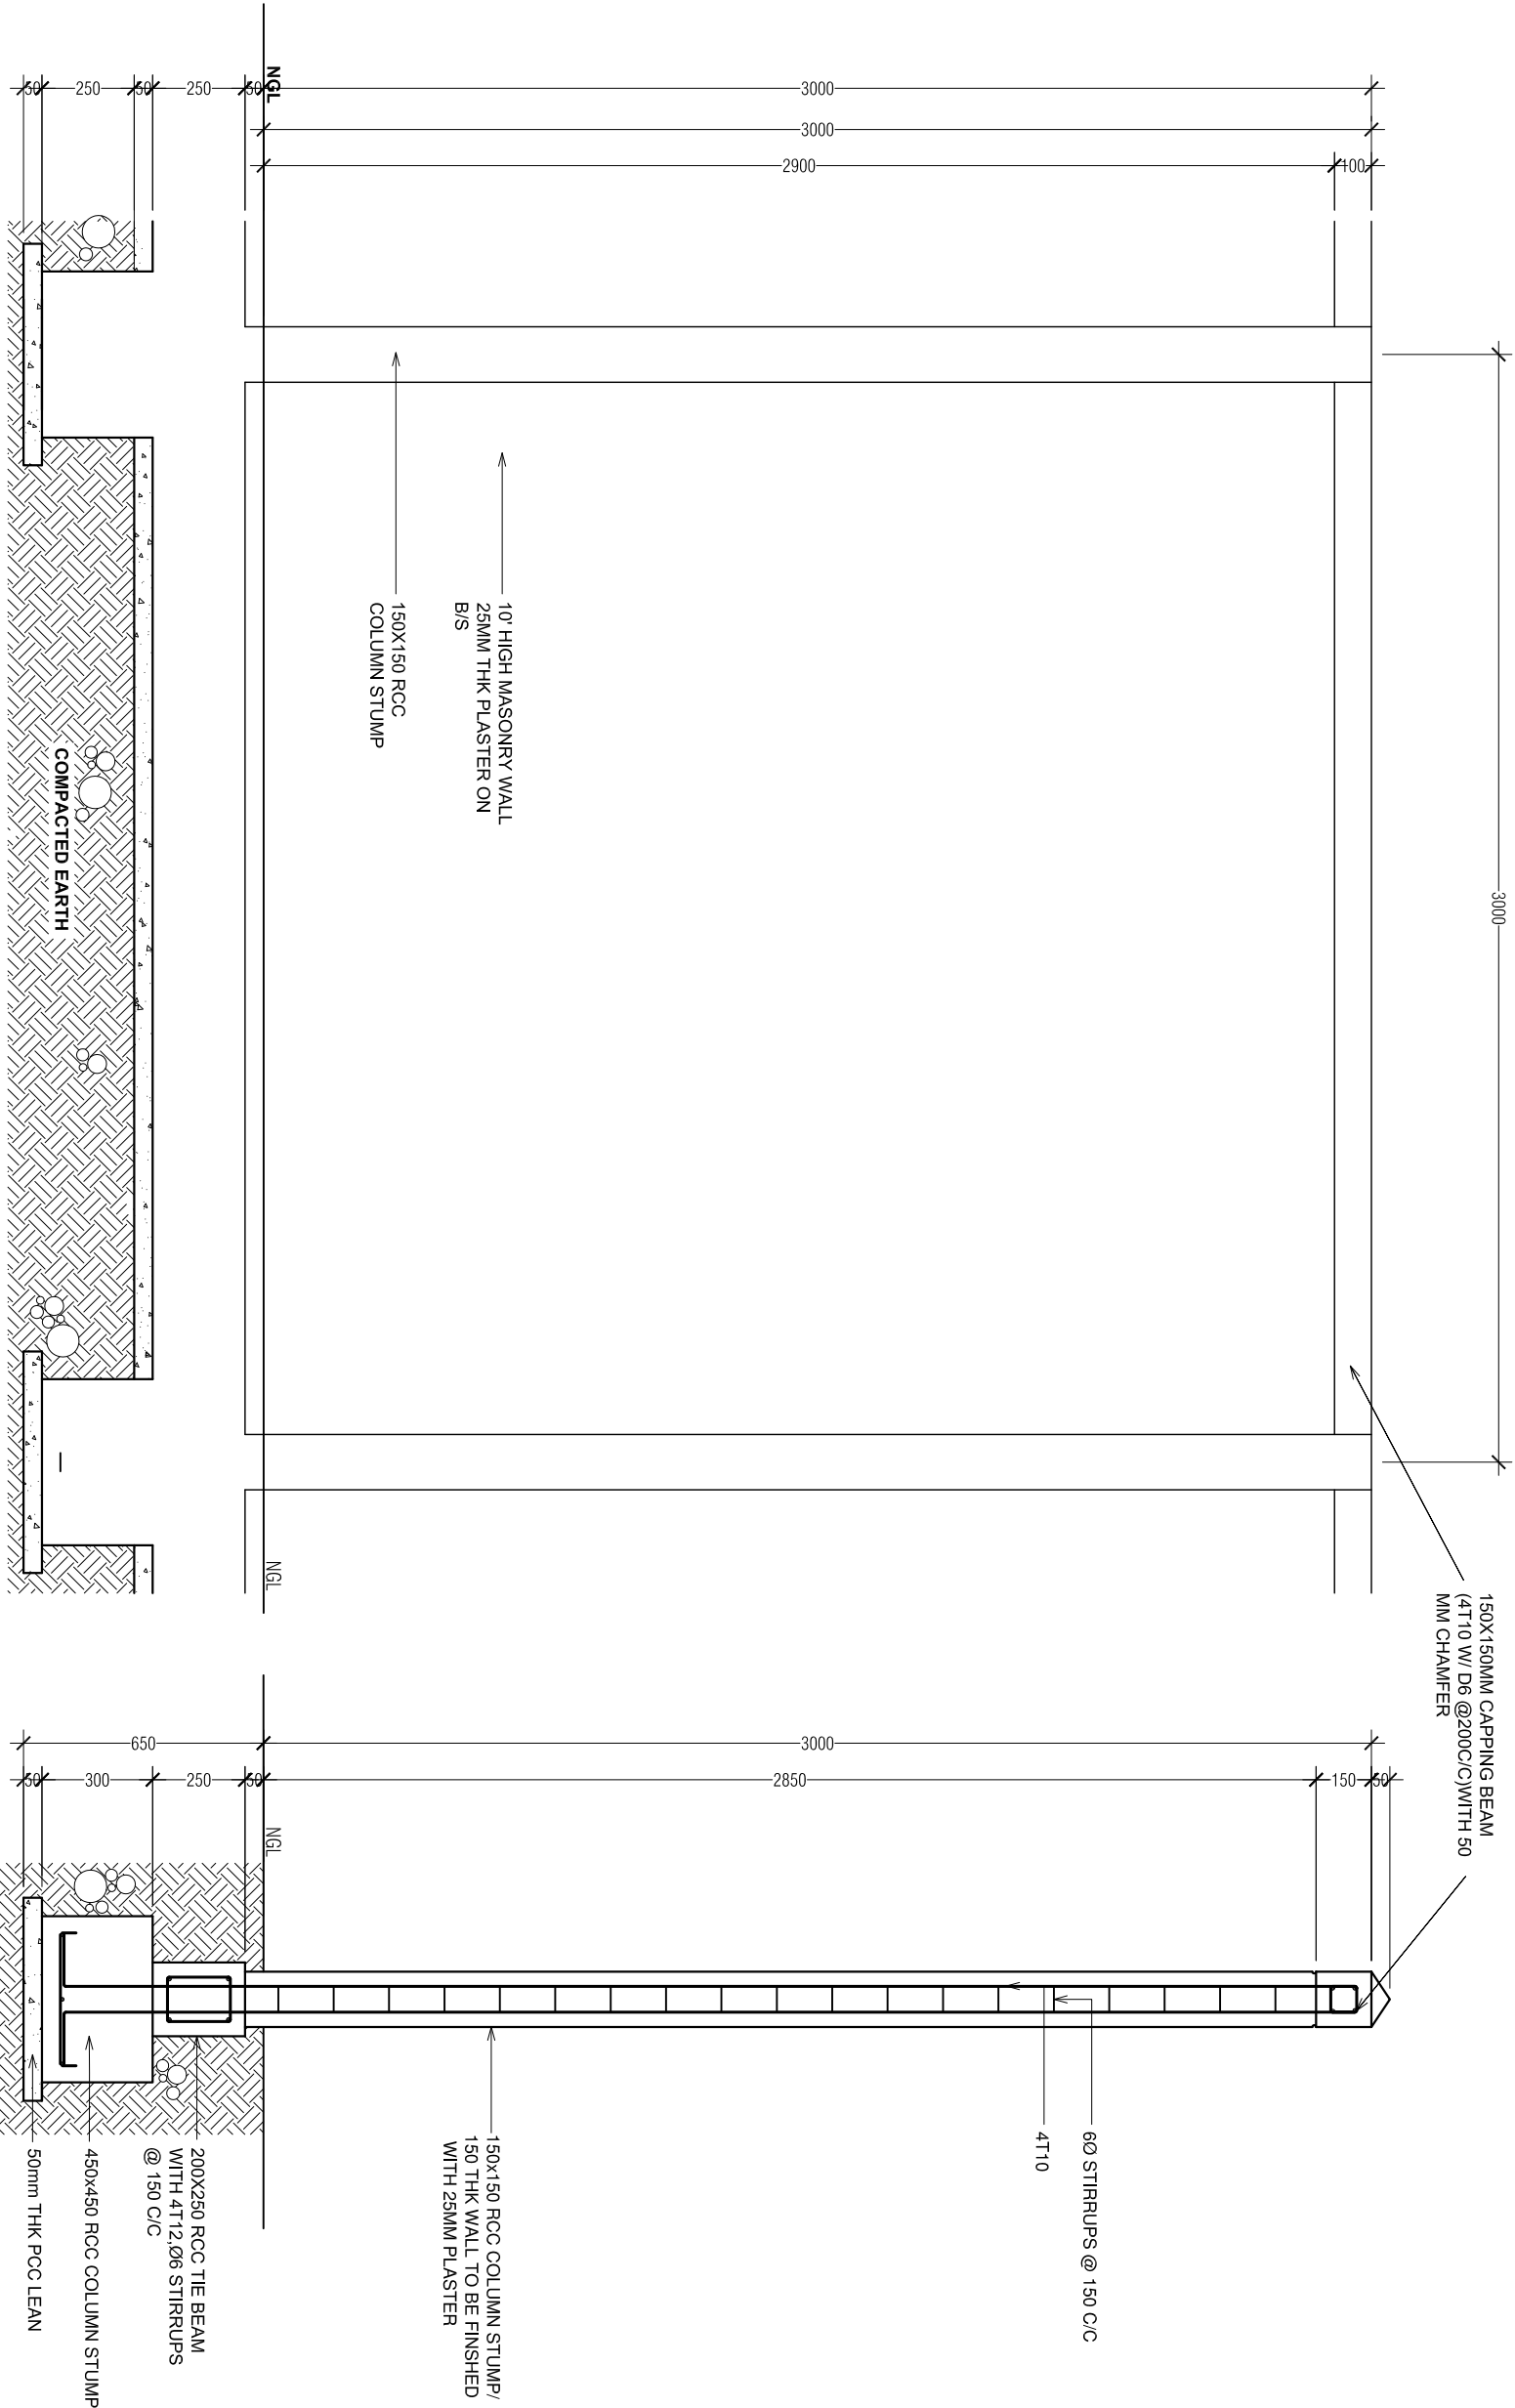 150X150MM CAPPING BEAM
(4T10 W/ D6 @200C/C)WITH 50
MM CHAMFER
3000
3000
3000
2900
100
10' HIGH MASONRY WALL
25MM THK PLASTER ON
B/S
150X150 RCC
COLUMN STUMP
NGL
NGL
50
250
50
250
50
COMPACTED EARTH
50
150
2850
3000
6Ø STIRRUPS @ 150 C/C
4T10
150x150 RCC COLUMN STUMP/
150 THK WALL TO BE FINSHED
WITH 25MM PLASTER
NGL
50
250
300
50
650
200X250 RCC TIE BEAM
WITH 4T12,Ø6 STIRRUPS
@ 150 C/C
450x450 RCC COLUMN STUMP
50mm THK PCC LEAN